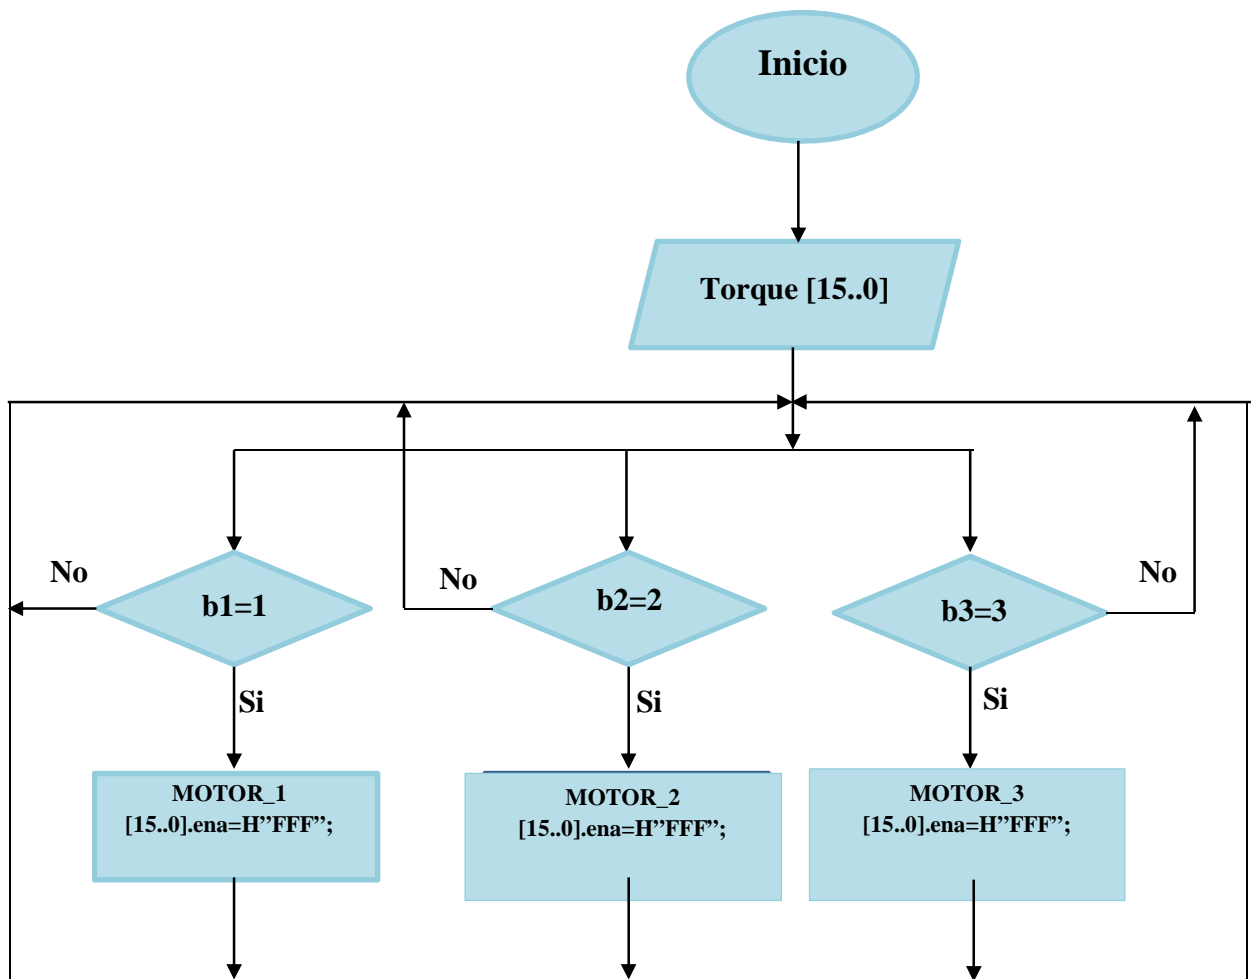 Inicio
Torque [15..0]
No
b1=1
No
b2=2
b3=3
No
Si
Si
Si
MOTOR_1
[15..0].ena=H”FFF”;
MOTOR_2
[15..0].ena=H”FFF”;
MOTOR_3
[15..0].ena=H”FFF”;